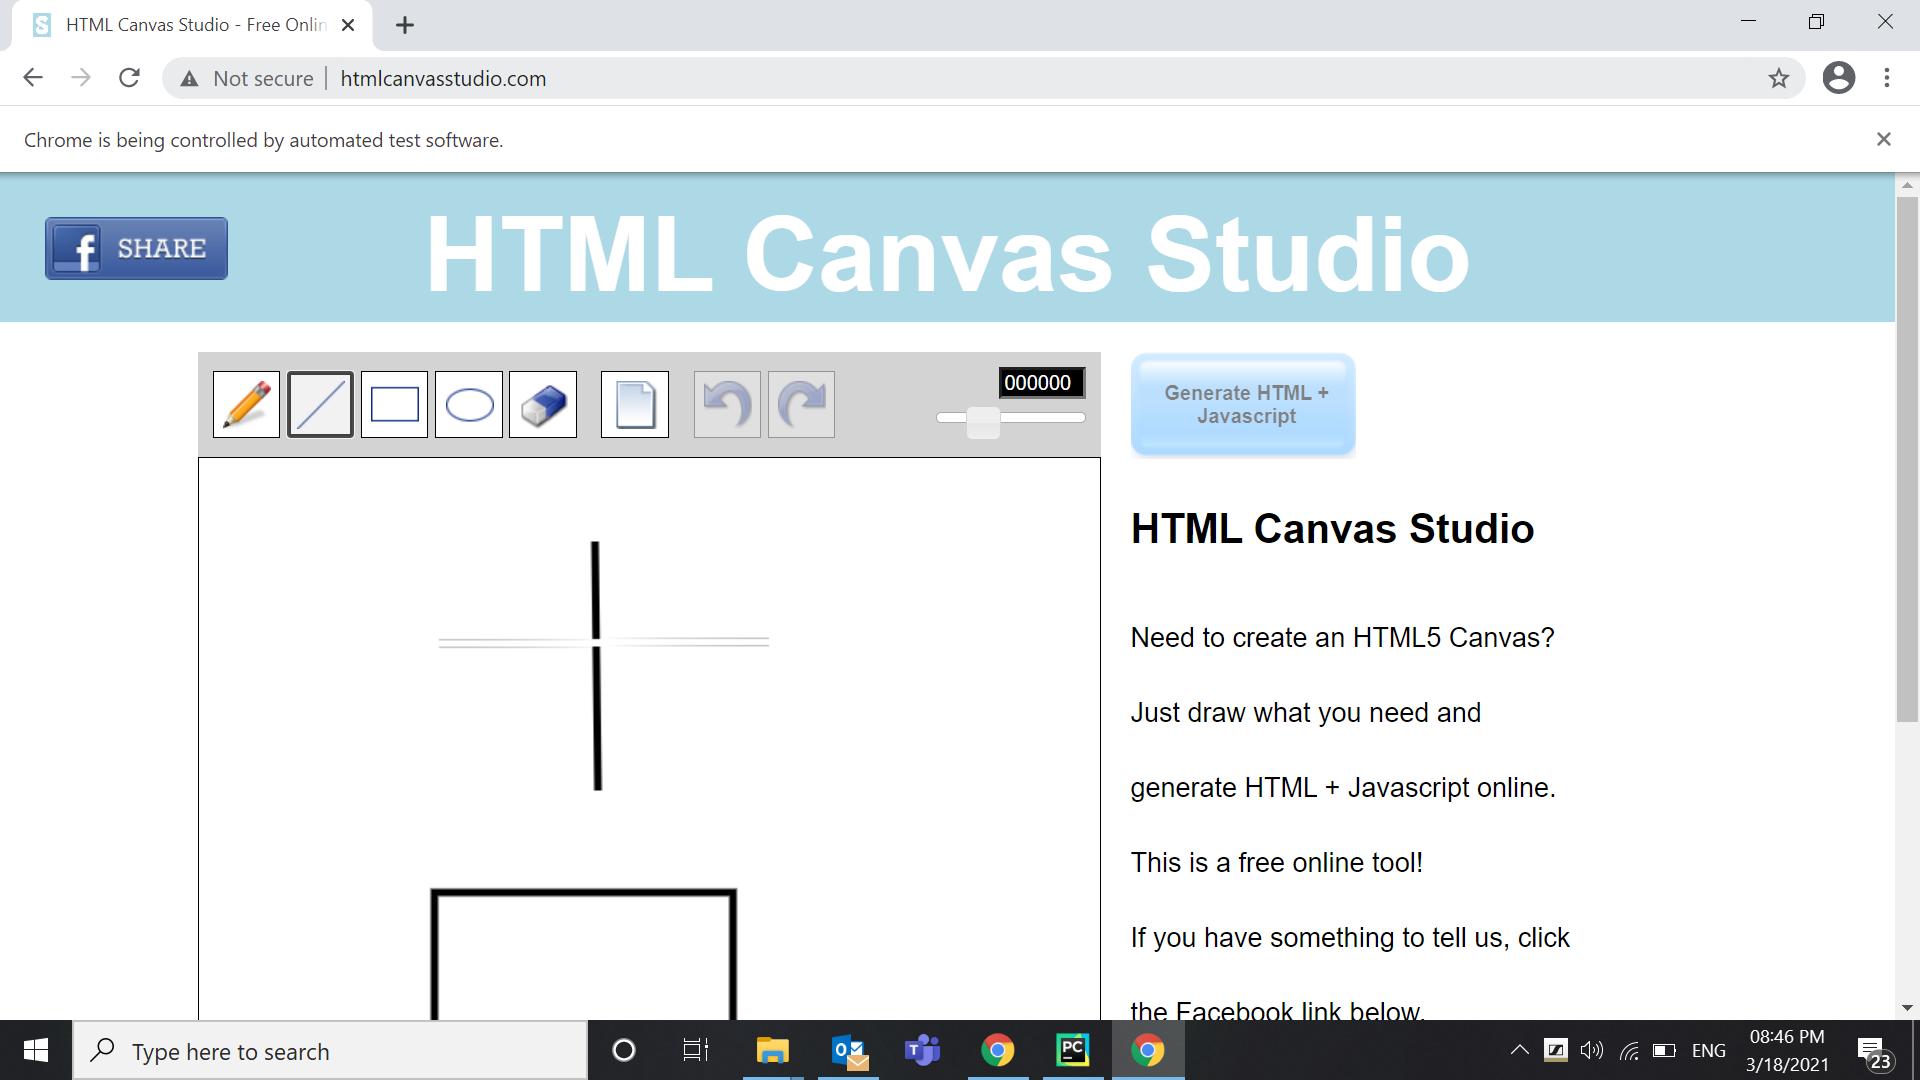 HTML Canvas Studio - Free Onlin
Not secure
htmlcanvasstudio.com
Chrome is being controlled by automated test software.
f SHARE
HTML Canvas Studio
000000
Generate HTML +
Javascript
HTML Canvas Studio
Need to create an HTML5 Canvas?
Just draw what you need and
generate HTML + Javascript online.
This is a free online tool!
If you have something to tell us, click
the Facebook link below.
Type here to search
PC
ENG
08:46 PM
3/18/2021
23